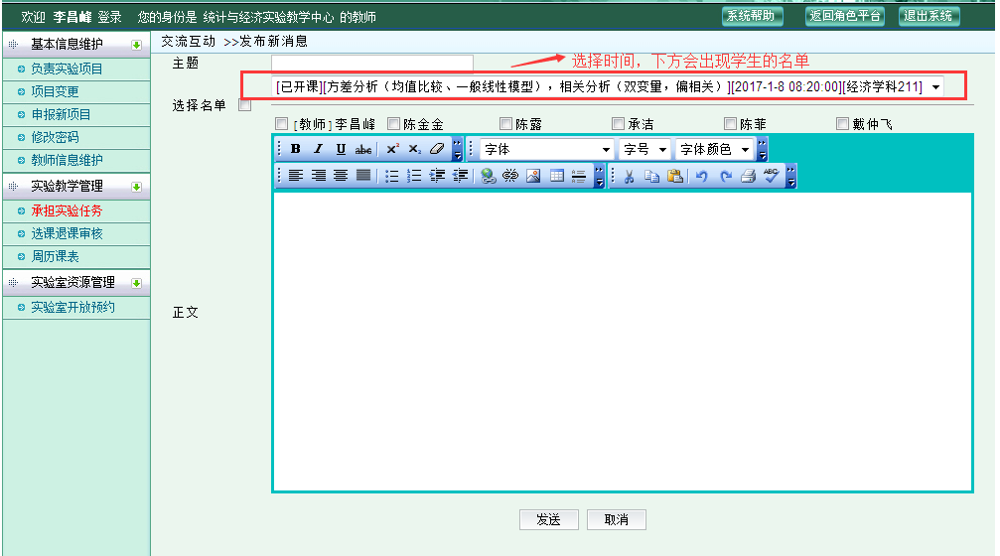 欢迎 李昌峰 登录 您的身份是 统计与经济实验教学中心 的教师
系统帮助 返回角色平台 退出系统
基本信息维护
负责实验项目
项目变更
申报新项目
修改密码
教师信息维护
实验教学管理
承担实验任务
选课退课审核
周历课表
实验室资源管理
实验室开放预约
交流互动 >>发布新消息
主题
选择时间，下方会出现学生的名单
[已开课][方差分析（均值比较、一般线性模型），相关分析（双变量，偏相关）][2017-1-8 08:20:00][经济学科211]
选择名单
[教师]李昌峰 陈金金 陈露 承洁 陈菲 戴仲飞
B I U abc x² x₂ 字体 字号 字体颜色
ABC
正文
发送 取消